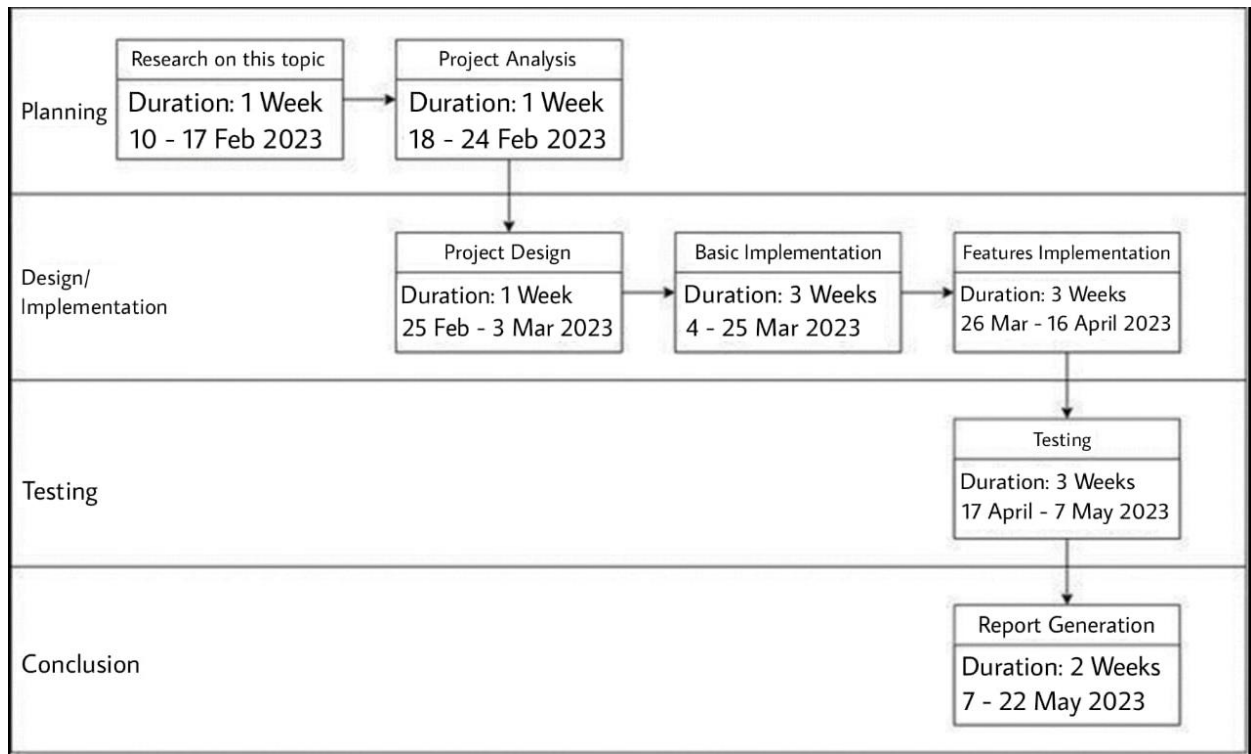 Planning
Research on this topic
Duration: 1 Week
10 - 17 Feb 2023
Project Analysis
Duration: 1 Week
18 - 24 Feb 2023
Design/
Implementation
Project Design
Duration: 1 Week
25 Feb - 3 Mar 2023
Basic Implementation
Duration: 3 Weeks
4 - 25 Mar 2023
Features Implementation
Duration: 3 Weeks
26 Mar - 16 April 2023
Testing
Testing
Duration: 3 Weeks
17 April - 7 May 2023
Conclusion
Report Generation
Duration: 2 Weeks
7 - 22 May 2023